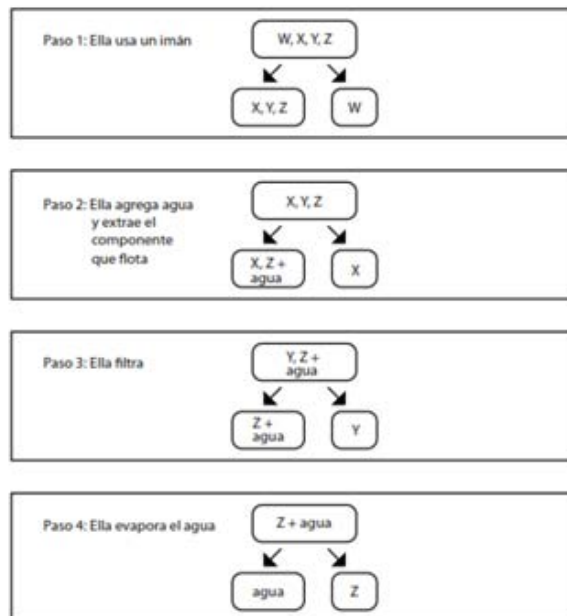 Paso 1: Ella usa un imán
W, X, Y, Z
X, Y, Z
W
Paso 2: Ella agrega agua
y extrae el
componente
que flota
X, Y, Z
X, Z +
agua
X
Paso 3: Ella filtra
Y, Z +
agua
Z +
agua
Y
Paso 4: Ella evapora el agua
Z + agua
agua
Z